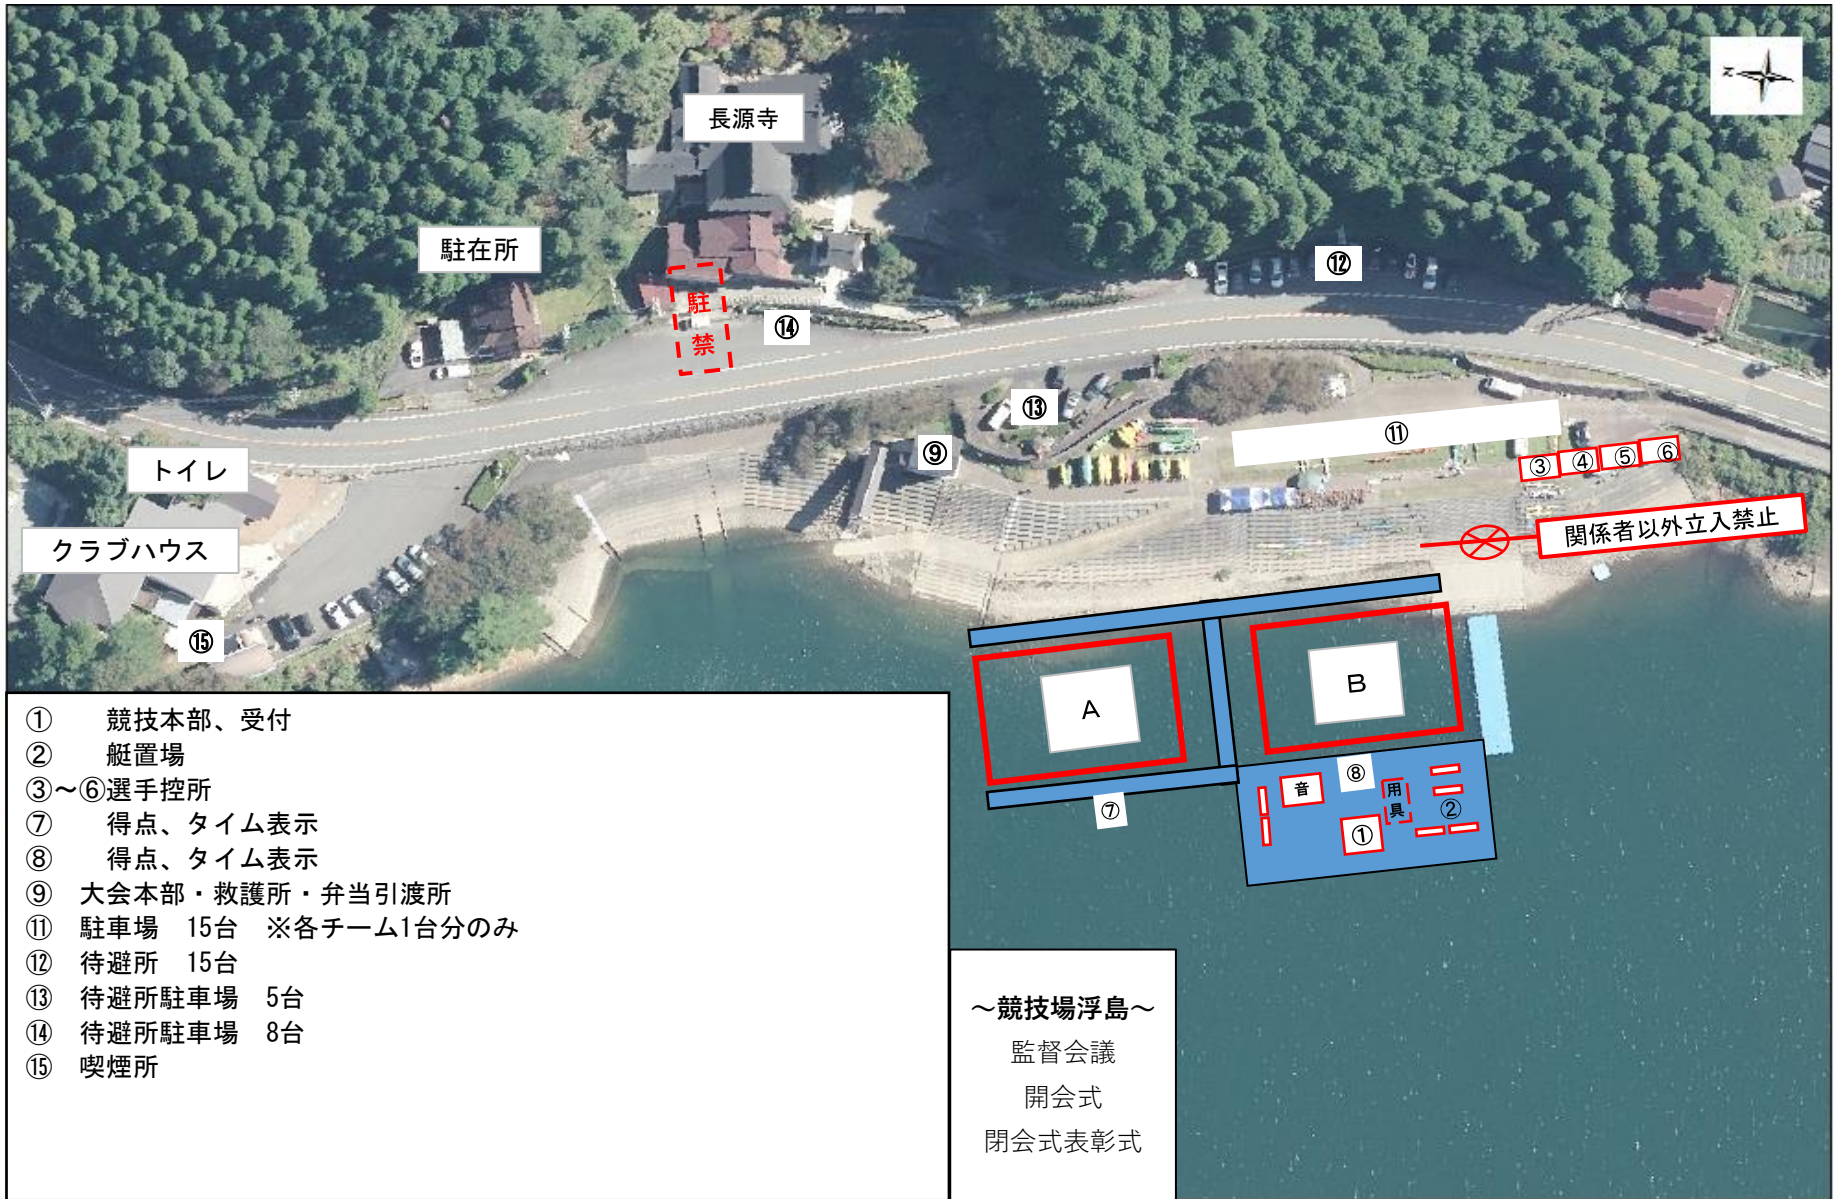 長源寺
駐在所
駐
禁
⑭
⑫
⑬
⑪
⑨
③ ④ ⑤ ⑥
トイレ
クラブハウス
⑮
関係者以外立入禁止
A
B
⑦
⑧
音
用
具
①
②
N
① 競技本部、受付
② 艇置場
③～⑥選手控所
⑦ 得点、タイム表示
⑧ 得点、タイム表示
⑨ 大会本部・救護所・弁当引渡所
⑪ 駐車場 15台 ※各チーム1台分のみ
⑫ 待避所 15台
⑬ 待避所駐車場 5台
⑭ 待避所駐車場 8台
⑮ 喫煙所
～競技場浮島～
監督会議
開会式
閉会式表彰式